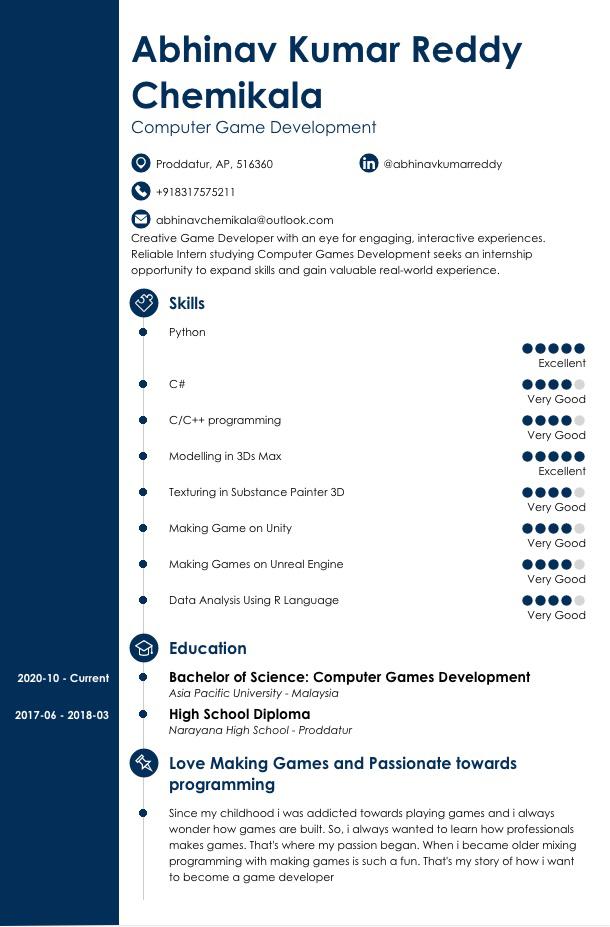 Abhinav Kumar Reddy
Chemikala
Computer Game Development
Proddatur, AP, 516360
@abhinavkumarreddy
+918317575211
abhinavchemikala@outlook.com
Creative Game Developer with an eye for engaging, interactive experiences.
Reliable Intern studying Computer Games Development seeks an internship
opportunity to expand skills and gain valuable real-world experience.
Skills
Python
Excellent
C#
Very Good
C/C++ programming
Very Good
Modelling in 3Ds Max
Excellent
Texturing in Substance Painter 3D
Very Good
Making Game on Unity
Very Good
Making Games on Unreal Engine
Very Good
Data Analysis Using R Language
Very Good
Education
2020-10 - Current
Bachelor of Science: Computer Games Development
Asia Pacific University - Malaysia
2017-06 - 2018-03
High School Diploma
Narayana High School - Proddatur
Love Making Games and Passionate towards
programming
Since my childhood i was addicted towards playing games and i always
wonder how games are built. So, i always wanted to learn how professionals
makes games. That's where my passion began. When i became older mixing
programming with making games is such a fun. That's my story of how i want
to become a game developer